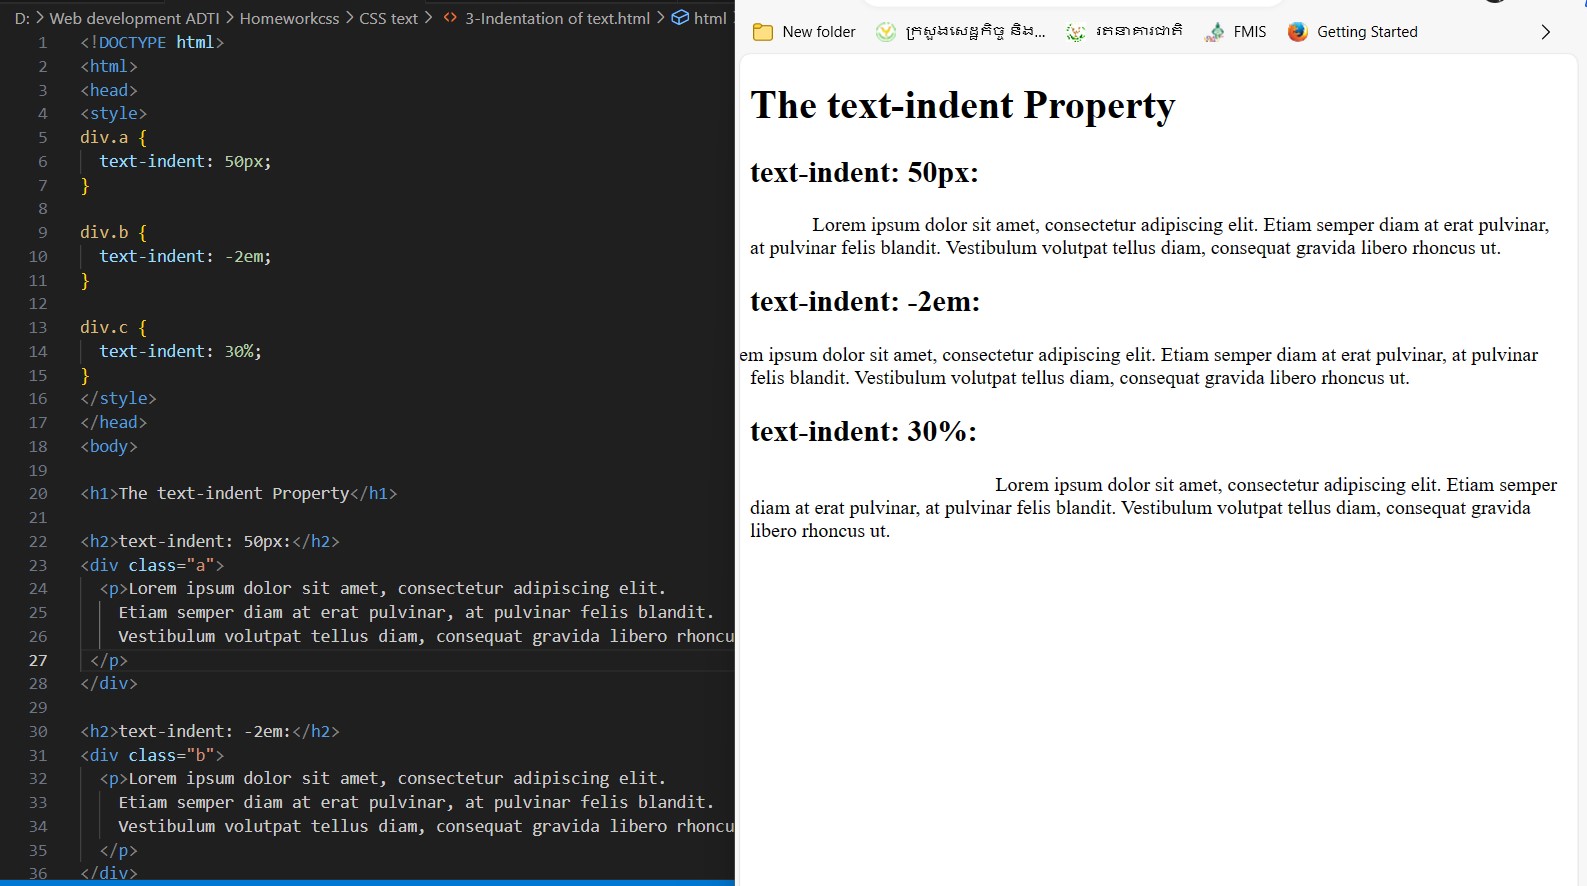 D: > Web development ADTI > Homeworkcss > CSS text > <> 3-Indentation of text.html > html
1 <!DOCTYPE html>
2 <html>
3 <head>
4 <style>
5 div.a {
6 text-indent: 50px;
7 }
8
9 div.b {
10 text-indent: -2em;
11 }
12
13 div.c {
14 text-indent: 30%;
15 }
16 </style>
17 </head>
18 <body>
19
20 <h1>The text-indent Property</h1>
21
22 <h2>text-indent: 50px:</h2>
23 <div class="a">
24 <p>Lorem ipsum dolor sit amet, consectetur adipiscing elit.
25 Etiam semper diam at erat pulvinar, at pulvinar felis blandit.
26 Vestibulum volutpat tellus diam, consequat gravida libero rhoncu
27 </p>
28 </div>
29
30 <h2>text-indent: -2em:</h2>
31 <div class="b">
32 <p>Lorem ipsum dolor sit amet, consectetur adipiscing elit.
33 Etiam semper diam at erat pulvinar, at pulvinar felis blandit.
34 Vestibulum volutpat tellus diam, consequat gravida libero rhoncu
35 </p>
36 </div>
New folder ក្រសួងសេដ្ឋកិច្ច និង... រតនាគារជាតិ FMIS Getting Started
The text-indent Property
text-indent: 50px:
Lorem ipsum dolor sit amet, consectetur adipiscing elit. Etiam semper diam at erat pulvinar,
at pulvinar felis blandit. Vestibulum volutpat tellus diam, consequat gravida libero rhoncus ut.
text-indent: -2em:
em ipsum dolor sit amet, consectetur adipiscing elit. Etiam semper diam at erat pulvinar, at pulvinar
felis blandit. Vestibulum volutpat tellus diam, consequat gravida libero rhoncus ut.
text-indent: 30%:
Lorem ipsum dolor sit amet, consectetur adipiscing elit. Etiam semper
diam at erat pulvinar, at pulvinar felis blandit. Vestibulum volutpat tellus diam, consequat gravida
libero rhoncus ut.